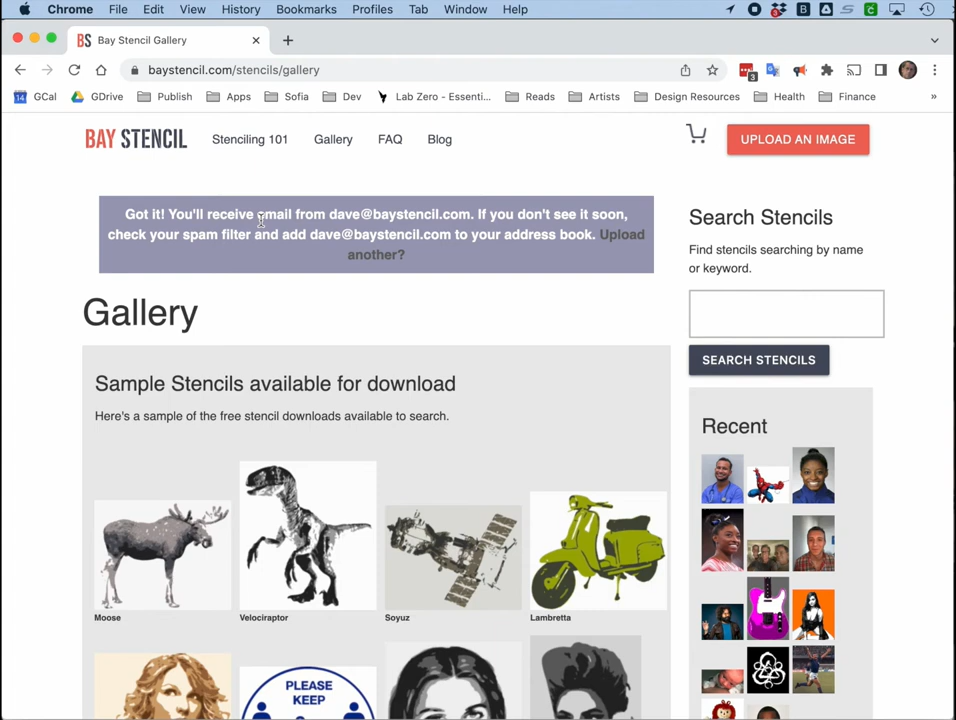 Chrome File Edit View History Bookmarks Profiles Tab Window Help
3
BS Bay Stencil Gallery
baystencil.com/stencils/gallery
3
14 GCal GDrive Publish Apps Sofia Dev Lab Zero - Essenti... Reads Artists Design Resources Health Finance »
BAY STENCIL Stenciling 101 Gallery FAQ Blog UPLOAD AN IMAGE
Got it! You'll receive email from dave@baystencil.com. If you don't see it soon,
check your spam filter and add dave@baystencil.com to your address book. Upload
another?
Search Stencils
Find stencils searching by name
or keyword.
SEARCH STENCILS
Gallery
Sample Stencils available for download
Here's a sample of the free stencil downloads available to search.
Moose Velociraptor Soyuz Lambretta
PLEASE
KEEP
Recent